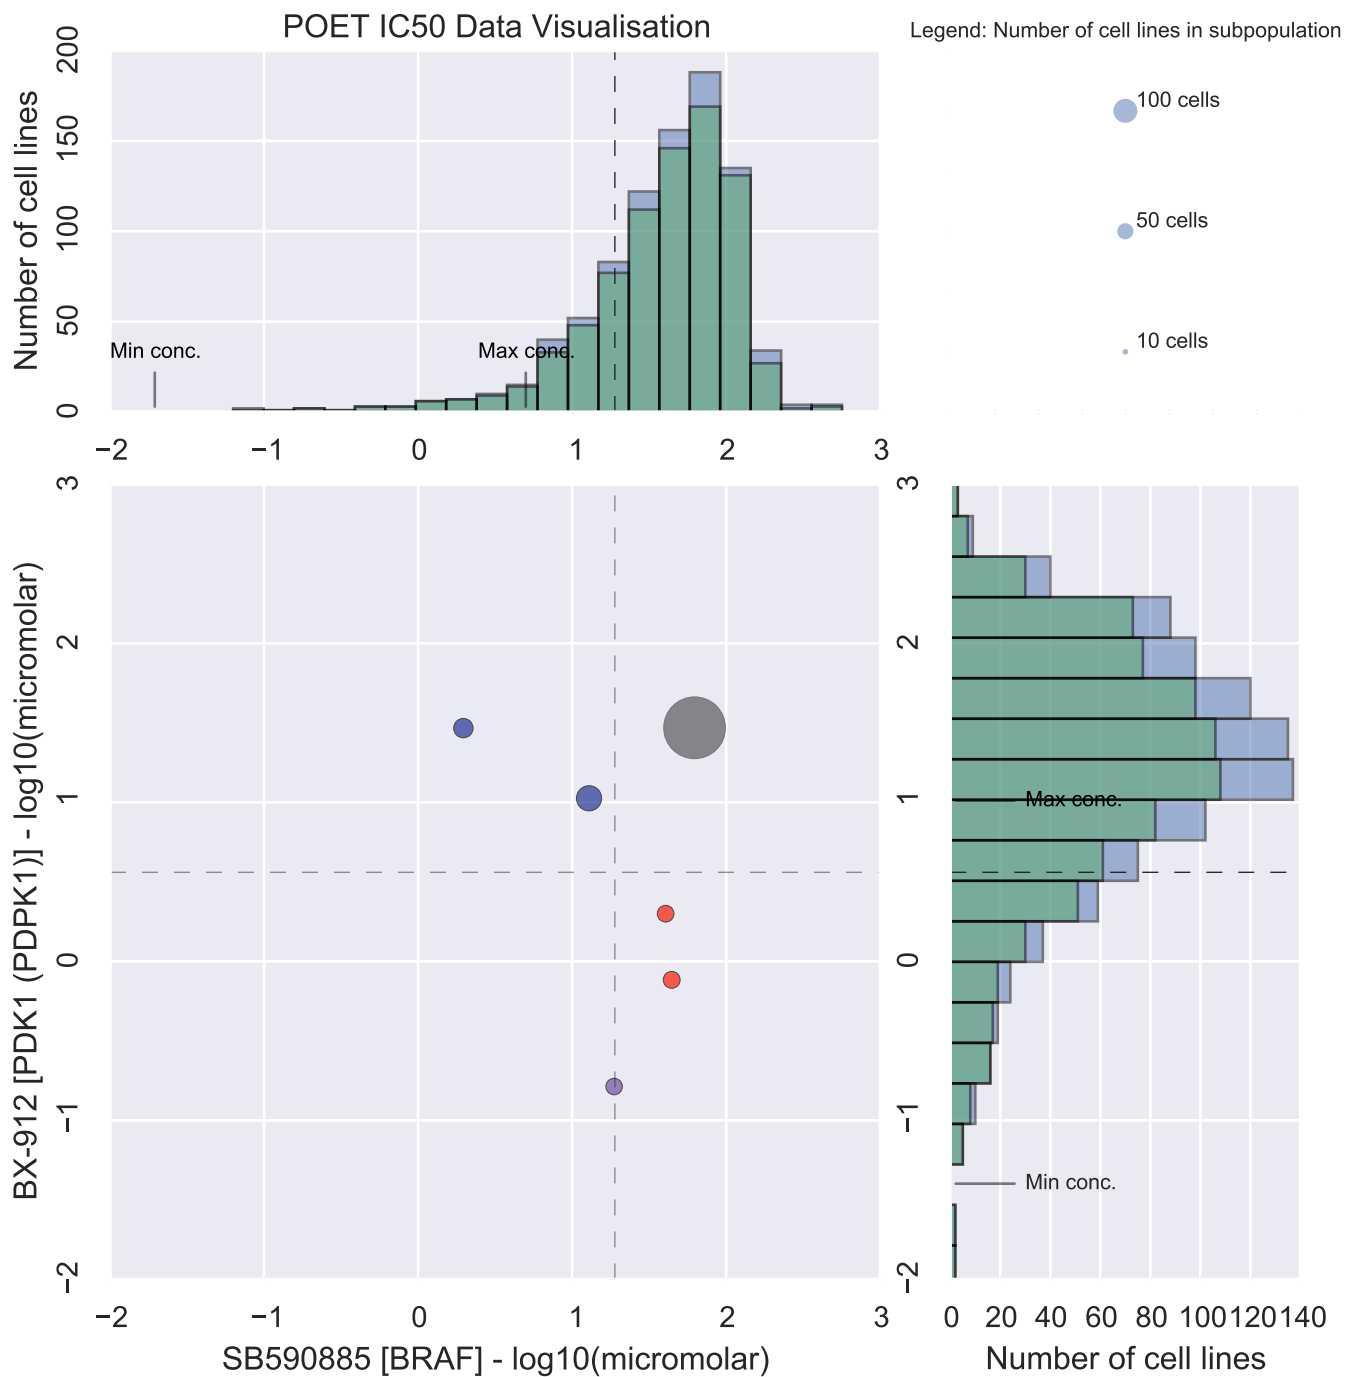 POET IC50 Data Visualisation
Legend: Number of cell lines in subpopulation
Number of cell lines
200
150
100
50
0
Min conc.
Max conc.
−2
−1
0
1
2
3
100 cells
50 cells
10 cells
BX-912 [PDK1 (PDPK1)] - log10(micromolar)
3
2
1
0
−1
−2
−2
−1
0
1
2
3
SB590885 [BRAF] - log10(micromolar)
3
2
1
0
−1
−2
Max conc.
Min conc.
0
20
40
60
80
100
120
140
Number of cell lines